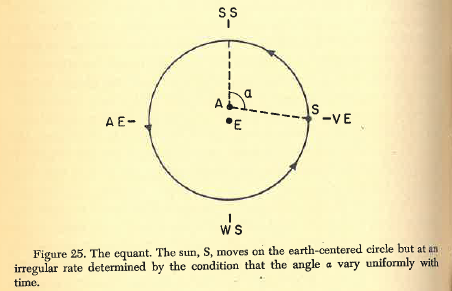 SS
α
A
S
AE-
-VE
E
WS
Figure 25. The equant. The sun, S, moves on the earth-centered circle but at an
irregular rate determined by the condition that the angle α vary uniformly with
time.